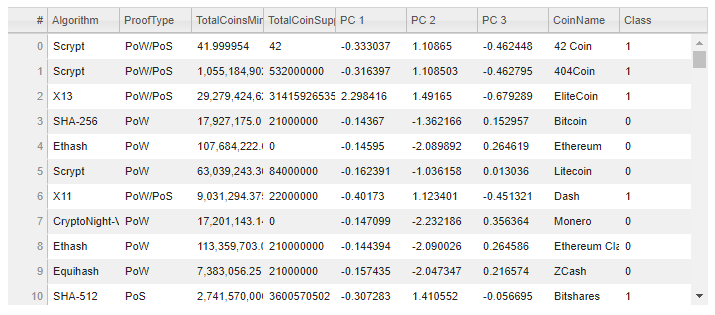 # Algorithm ProofType TotalCoinsMin TotalCoinSup PC 1 PC 2 PC 3 CoinName Class
0 Scrypt PoW/PoS 41.999954 42 -0.333037 1.10865 -0.462448 42 Coin 1
1 Scrypt PoW/PoS 1,055,184,902 532000000 -0.316397 1.108503 -0.462795 404Coin 1
2 X13 PoW/PoS 29,279,424,62 31415926535 2.298416 1.49165 -0.679289 EliteCoin 1
3 SHA-256 PoW 17,927,175.0 21000000 -0.14367 -1.362166 0.152957 Bitcoin 0
4 Ethash PoW 107,684,222. 0 -0.14595 -2.089892 0.264619 Ethereum 0
5 Scrypt PoW 63,039,243.30 84000000 -0.162391 -1.036158 0.013036 Litecoin 0
6 X11 PoW/PoS 9,031,294.375 22000000 -0.40173 1.123401 -0.451321 Dash 1
7 CryptoNight-V PoW 17,201,143.14 0 -0.147099 -2.232186 0.356364 Monero 0
8 Ethash PoW 113,359,703.0 210000000 -0.144394 -2.090026 0.264586 Ethereum Cla 0
9 Equihash PoW 7,383,056.25 21000000 -0.157435 -2.047347 0.216574 ZCash 0
10 SHA-512 PoS 2,741,570,000 3600570502 -0.307283 1.410552 -0.056695 Bitshares 1